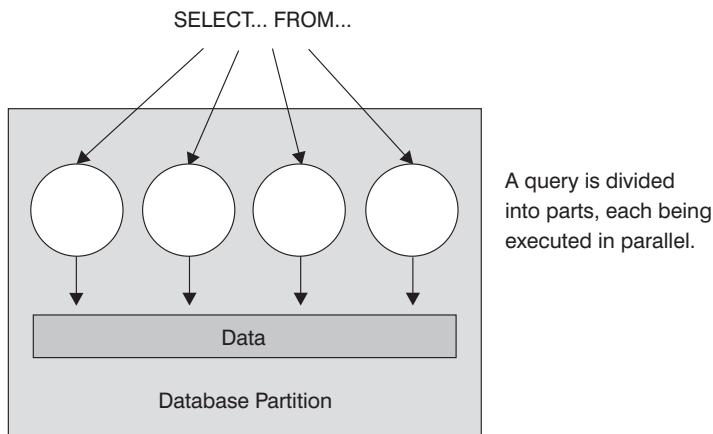 SELECT... FROM...
A query is divided
into parts, each being
executed in parallel.
Data
Database Partition